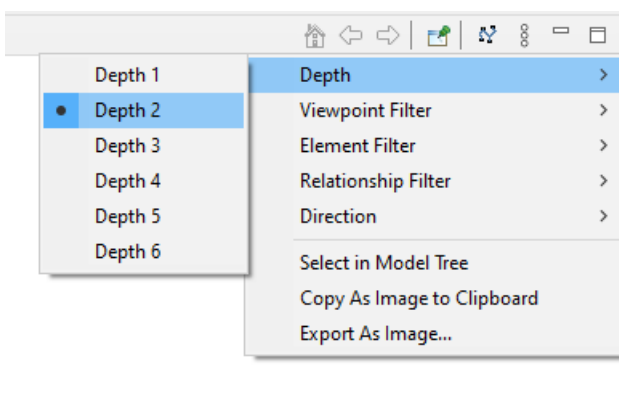 Depth 1
Depth 2
Depth 3
Depth 4
Depth 5
Depth 6
Depth
Viewpoint Filter
Element Filter
Relationship Filter
Direction
Select in Model Tree
Copy As Image to Clipboard
Export As Image...